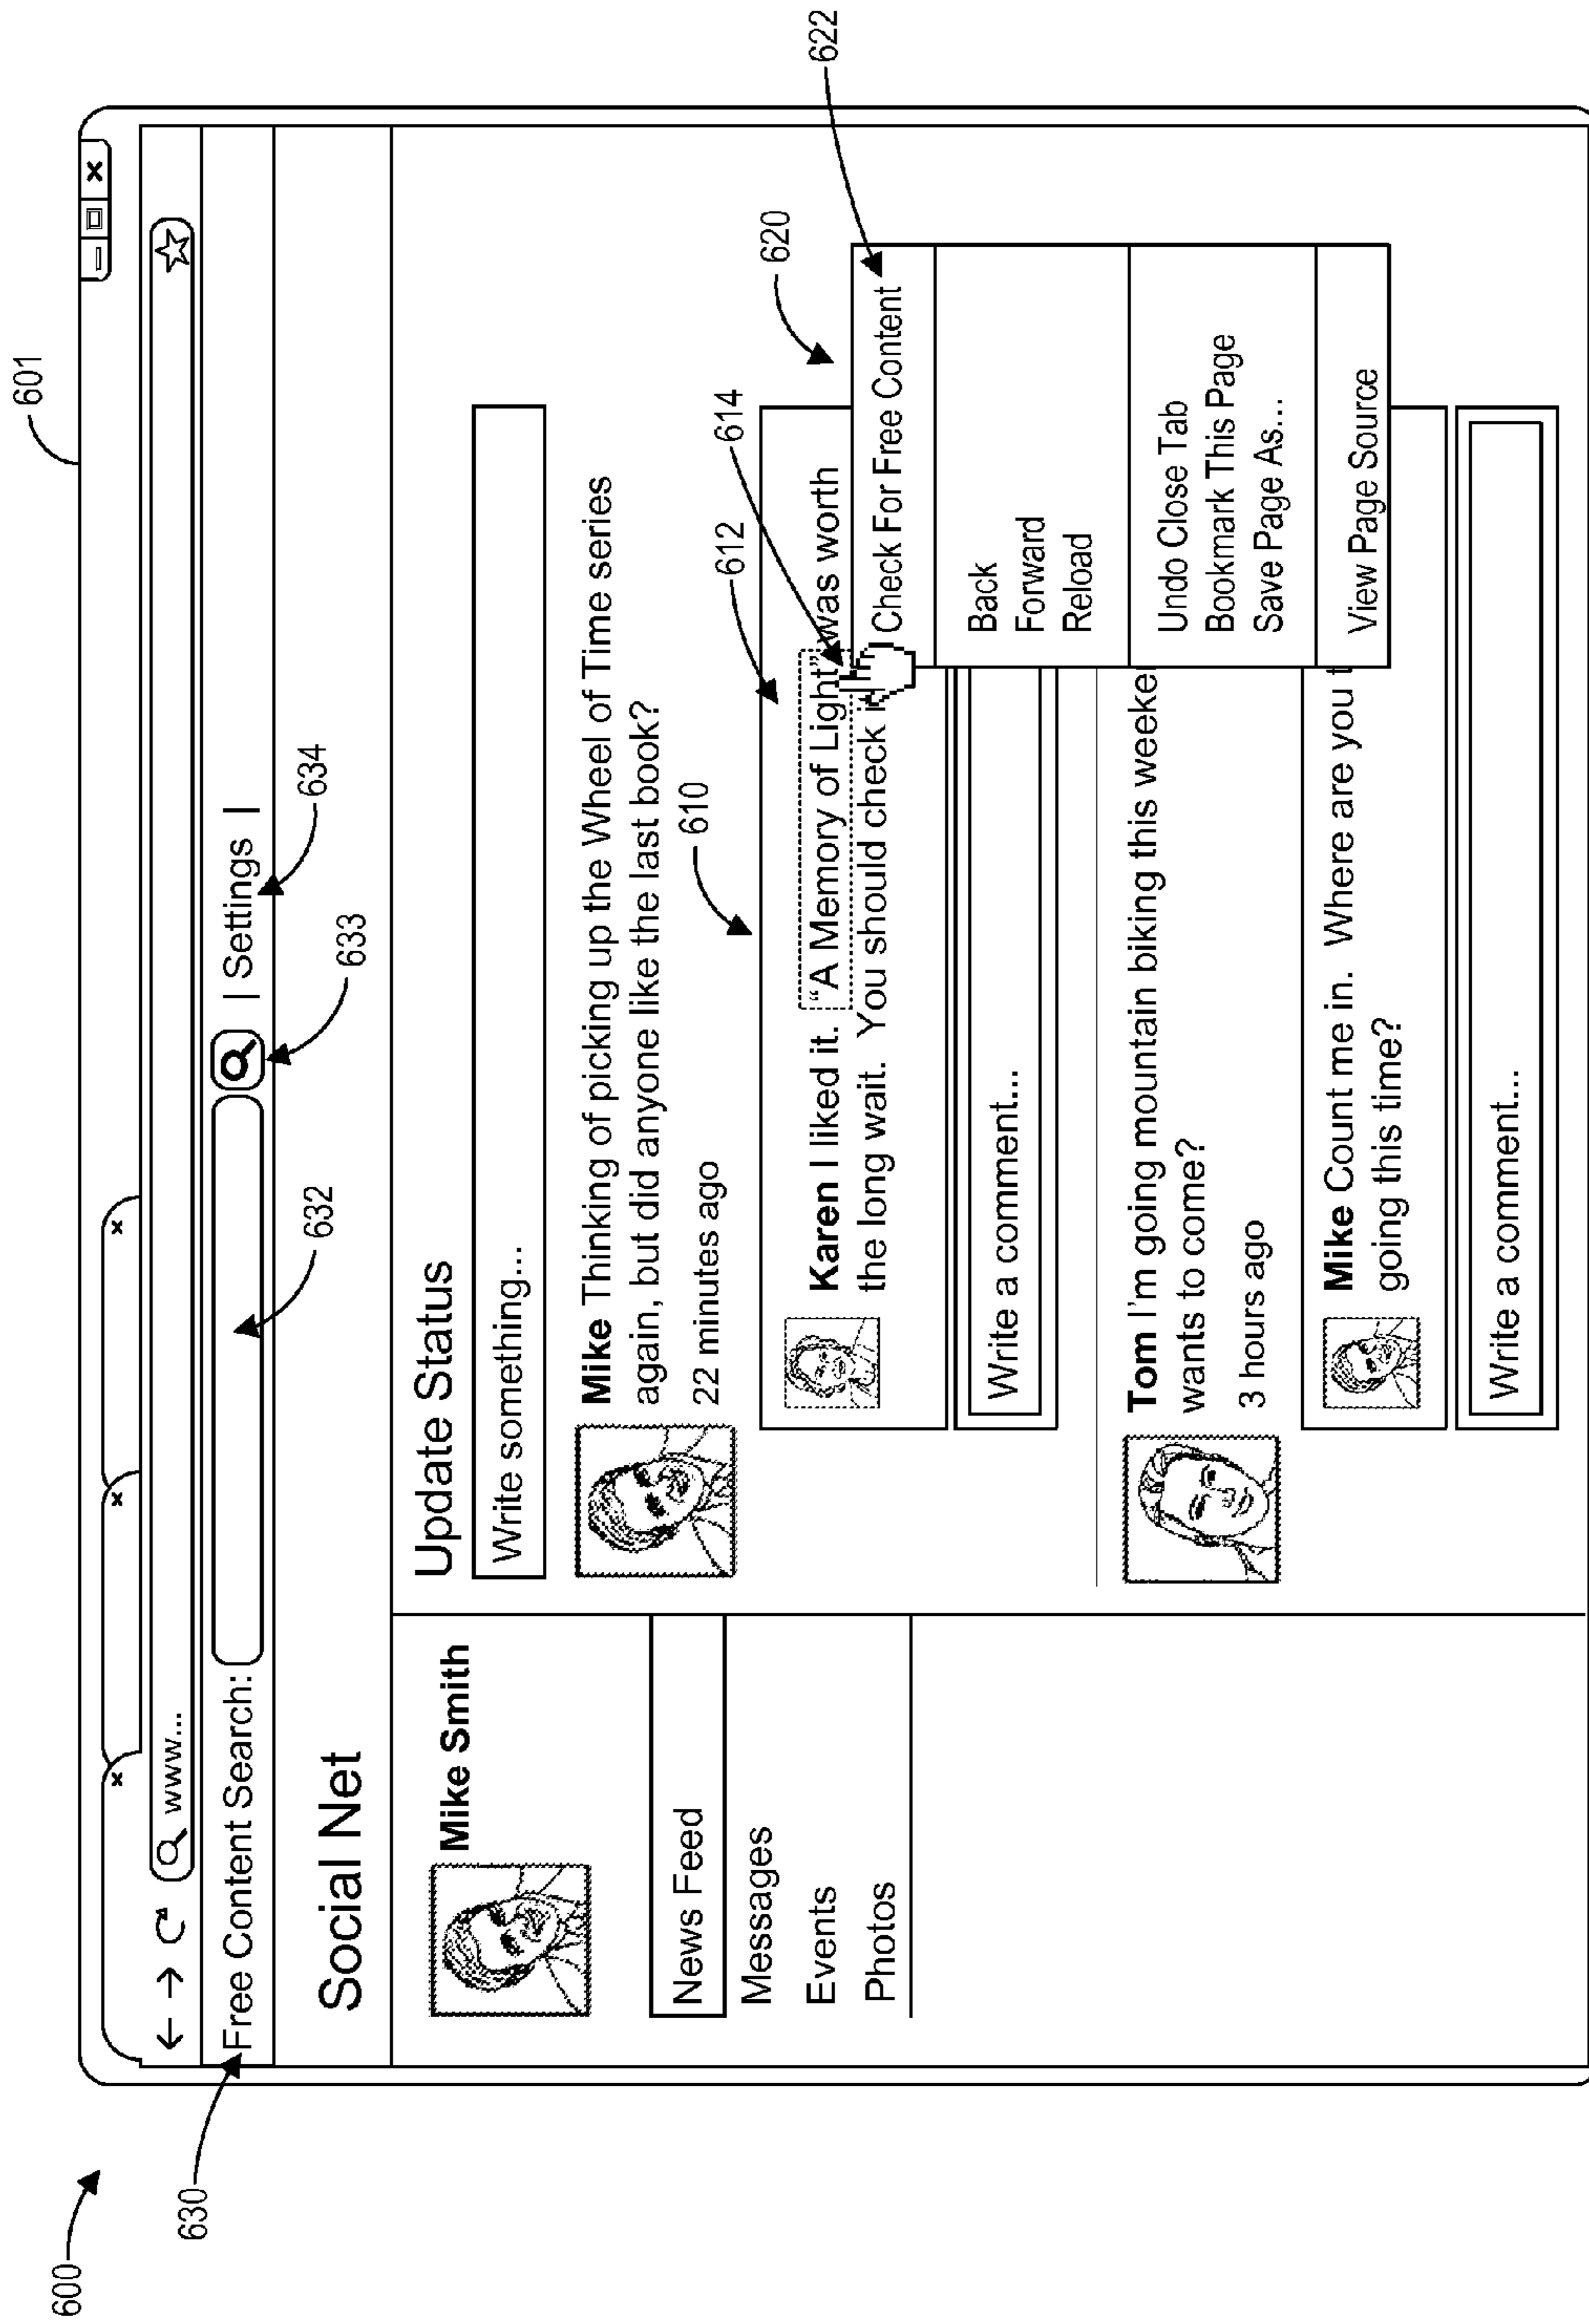 600
601
www...
630
Free Content Search:
| Settings |
632
633
634
Social Net
Mike Smith
News Feed
Messages
Events
Photos
Update Status
Write something...
Mike Thinking of picking up the Wheel of Time series
again, but did anyone like the last book?
22 minutes ago
610
612
614
620
622
Karen I liked it. "A Memory of Light" was worth
the long wait. You should check i
Write a comment...
Check For Free Content
Back
Forward
Reload
Undo Close Tab
Bookmark This Page
Save Page As...
View Page Source
Tom I'm going mountain biking this weeke
wants to come?
3 hours ago
Mike Count me in. Where are you t
going this time?
Write a comment...